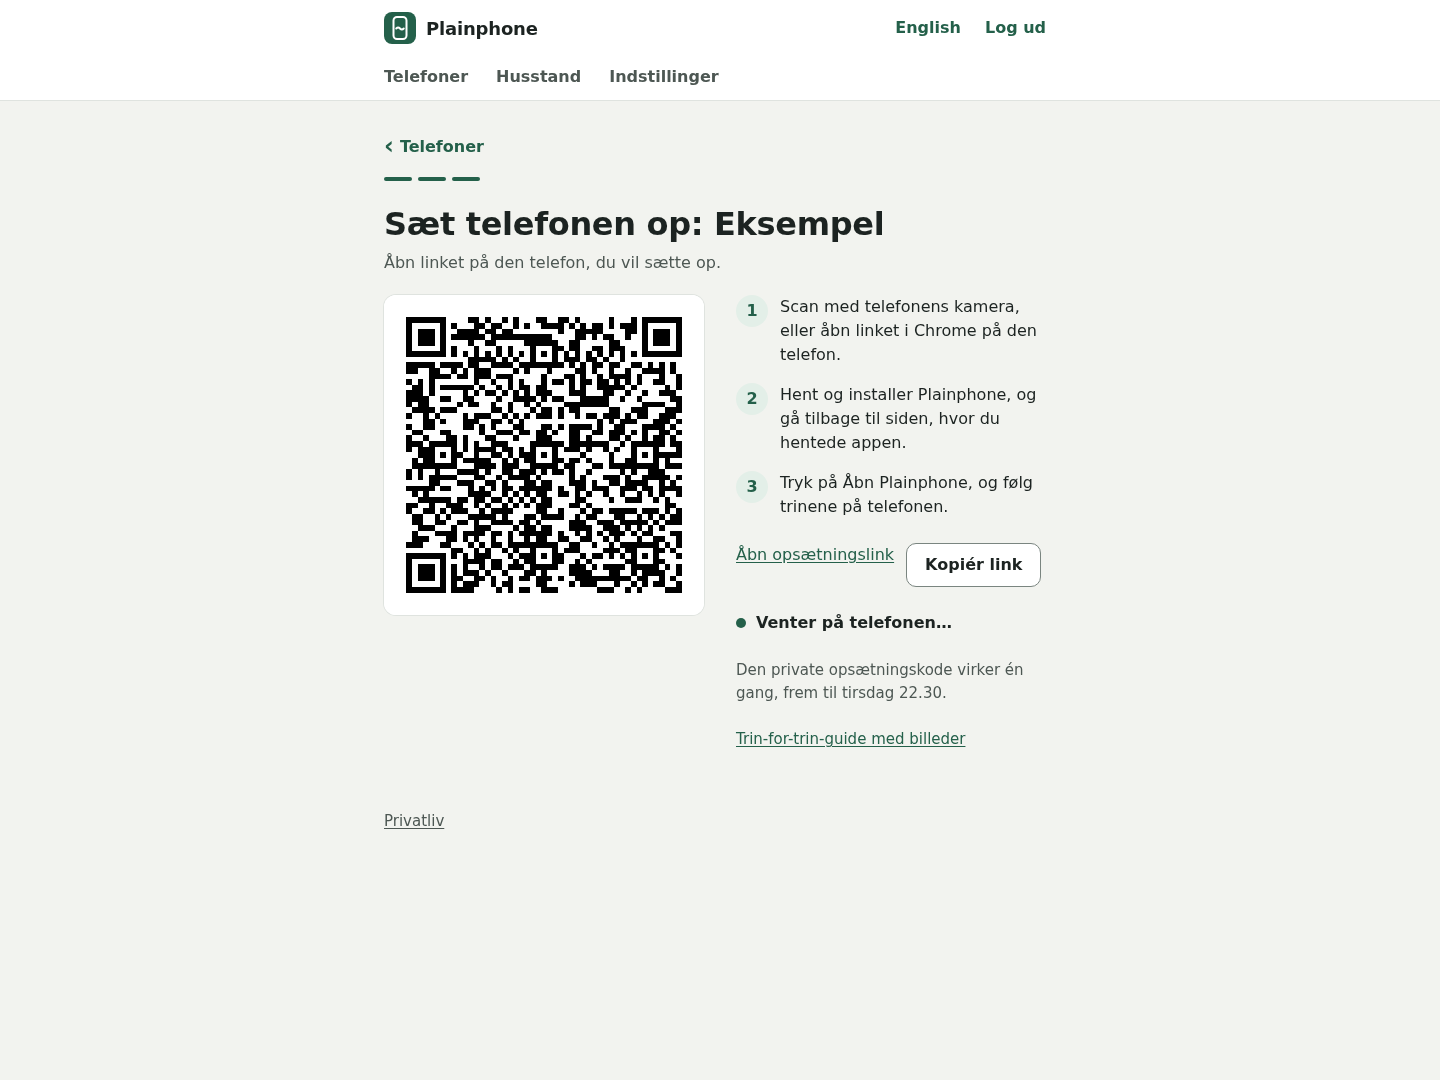 Plainphone
English
Log ud
Telefoner
Husstand
Indstillinger
‹ Telefoner
Sæt telefonen op: Eksempel
Åbn linket på den telefon, du vil sætte op.
1
Scan med telefonens kamera,
eller åbn linket i Chrome på den
telefon.
2
Hent og installer Plainphone, og
gå tilbage til siden, hvor du
hentede appen.
3
Tryk på Åbn Plainphone, og følg
trinene på telefonen.
Åbn opsætningslink
Kopiér link
Venter på telefonen…
Den private opsætningskode virker én
gang, frem til tirsdag 22.30.
Trin-for-trin-guide med billeder
Privatliv